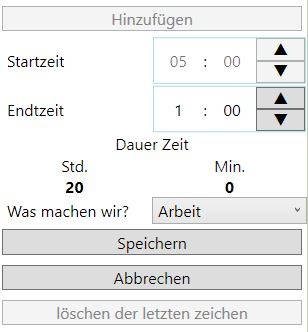 Hinzufügen
Startzeit 05 : 00
Endtzeit 1 : 00
Dauer Zeit
Std. Min.
20 0
Was machen wir? Arbeit
Speichern
Abbrechen
löschen der letzten zeichen